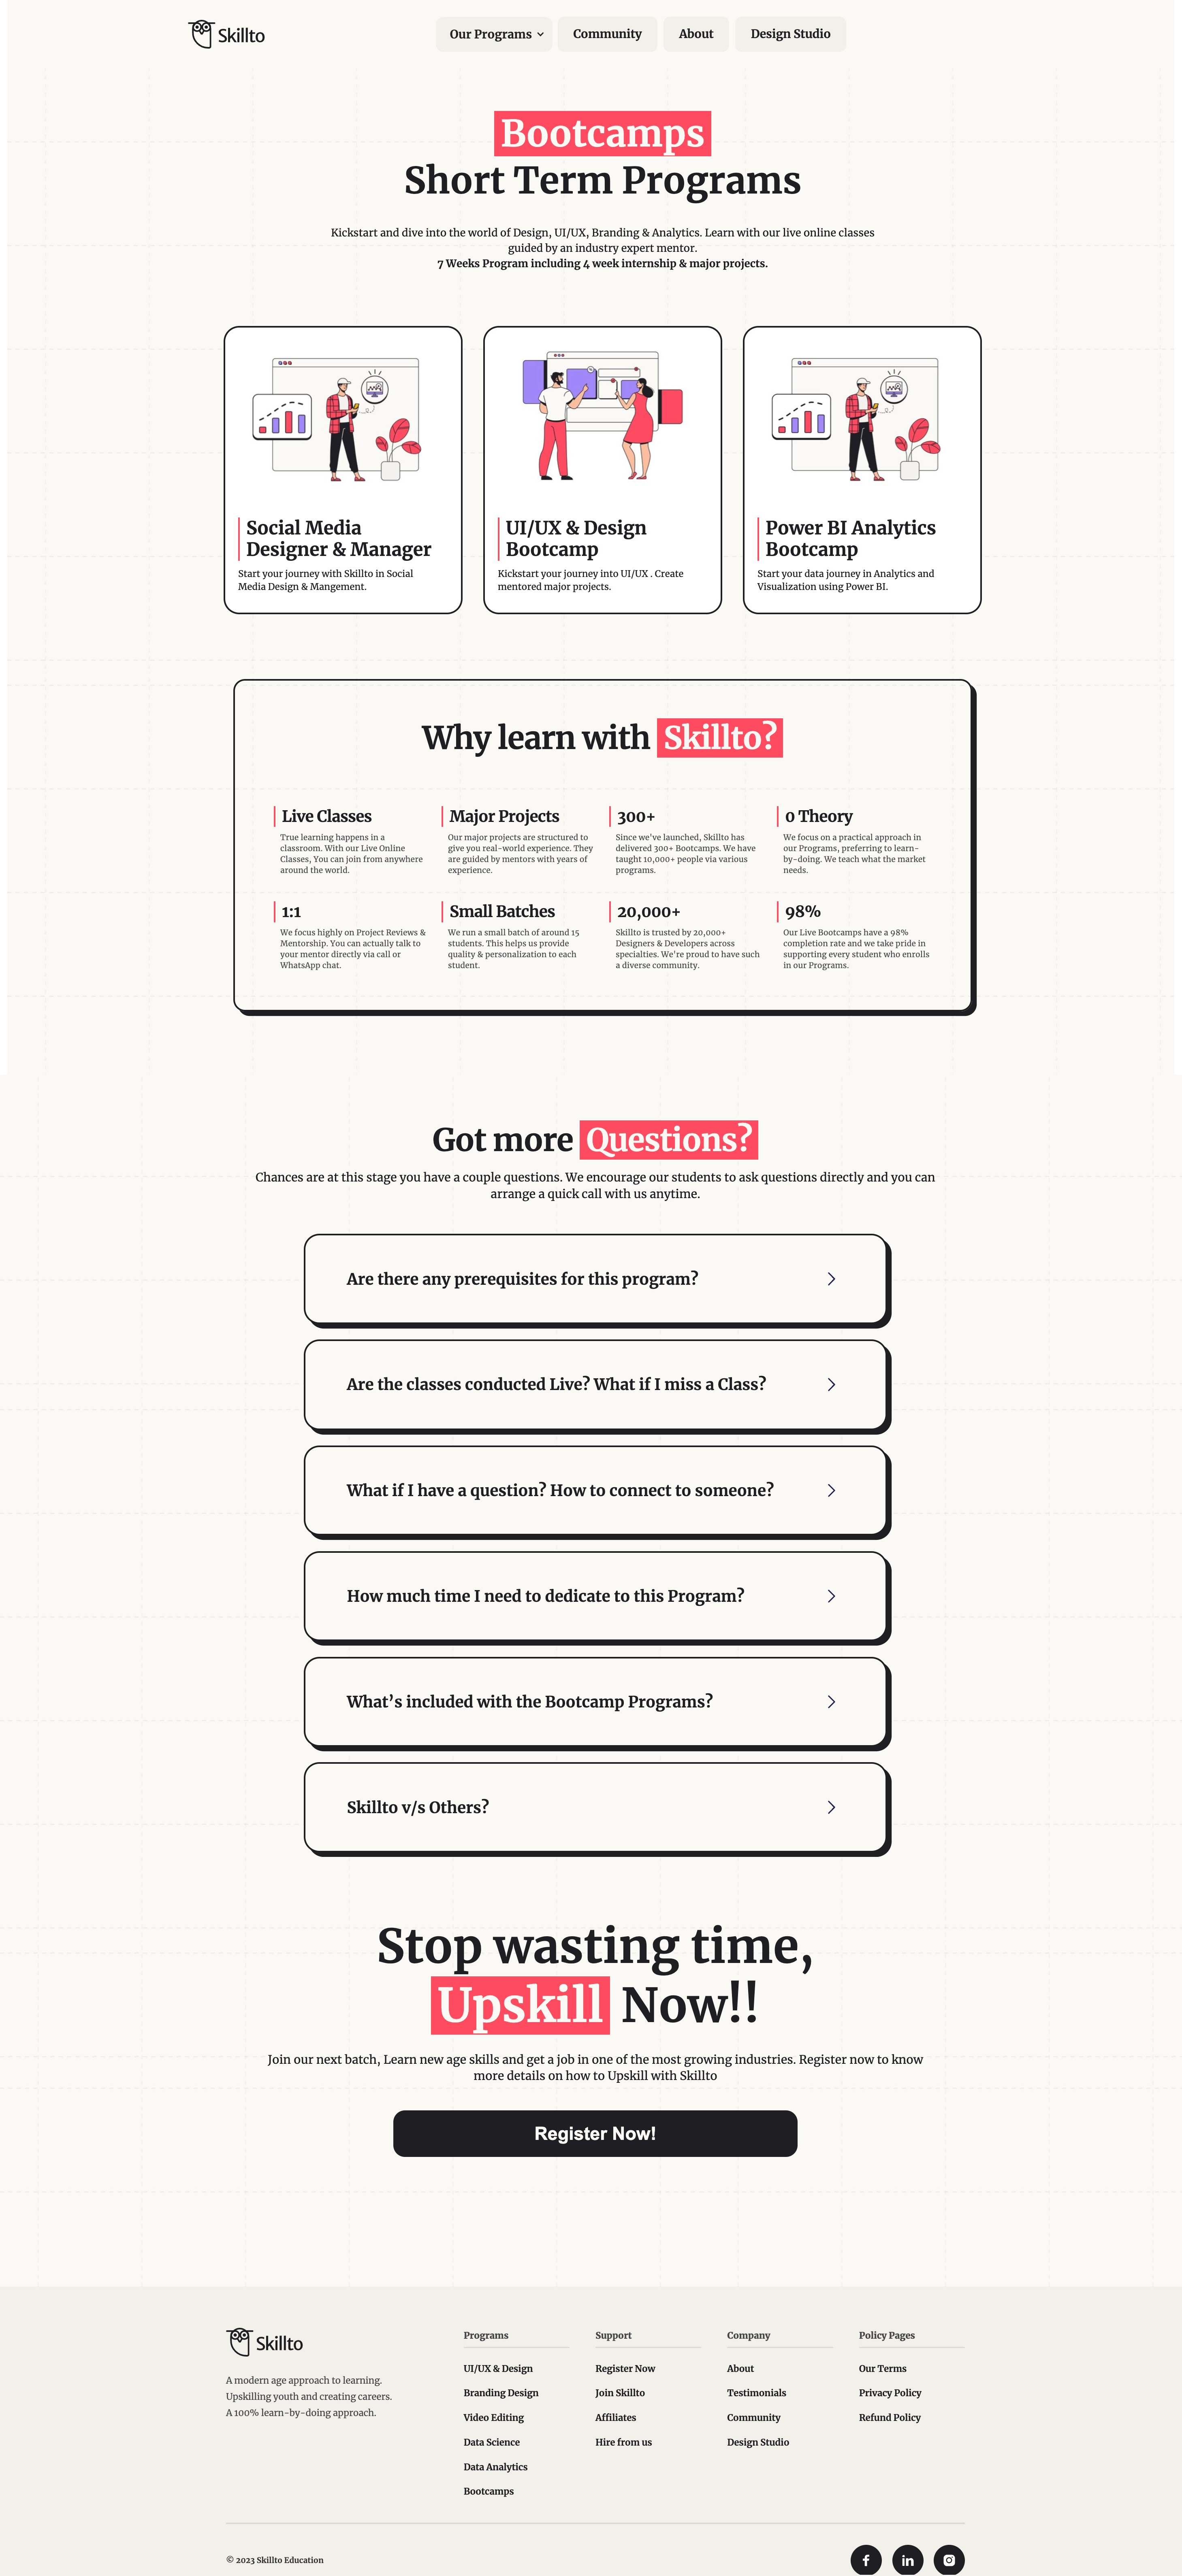 Skillto
Our Programs
Community
About
Design Studio
Bootcamps
Short Term Programs
Kickstart and dive into the world of Design, UI/UX, Branding & Analytics. Learn with our live online classes
guided by an industry expert mentor.
7 Weeks Program including 4 week internship & major projects.
Social Media
Designer & Manager
Start your journey with Skillto in Social
Media Design & Mangement.
UI/UX & Design
Bootcamp
Kickstart your journey into UI/UX . Create
mentored major projects.
Power BI Analytics
Bootcamp
Start your data journey in Analytics and
Visualization using Power BI.
Why learn with Skillto?
Live Classes
True learning happens in a
classroom. With our Live Online
Classes, You can join from anywhere
around the world.
Major Projects
Our major projects are structured to
give you real-world experience. They
are guided by mentors with years of
experience.
300+
Since we've launched, Skillto has
delivered 300+ Bootcamps. We have
taught 10,000+ people via various
programs.
0 Theory
We focus on a practical approach in
our Programs, preferring to learn-
by-doing. We teach what the market
needs.
1:1
We focus highly on Project Reviews &
Mentorship. You can actually talk to
your mentor directly via call or
WhatsApp chat.
Small Batches
We run a small batch of around 15
students. This helps us provide
quality & personalization to each
student.
20,000+
Skillto is trusted by 20,000+
Designers & Developers across
specialties. We're proud to have such
a diverse community.
98%
Our Live Bootcamps have a 98%
completion rate and we take pride in
supporting every student who enrolls
in our Programs.
Got more Questions?
Chances are at this stage you have a couple questions. We encourage our students to ask questions directly and you can
arrange a quick call with us anytime.
Are there any prerequisites for this program?
Are the classes conducted Live? What if I miss a Class?
What if I have a question? How to connect to someone?
How much time I need to dedicate to this Program?
What's included with the Bootcamp Programs?
Skillto v/s Others?
Stop wasting time,
Upskill Now!!
Join our next batch, Learn new age skills and get a job in one of the most growing industries. Register now to know
more details on how to Upskill with Skillto
Register Now!
Skillto
A modern age approach to learning.
Upskilling youth and creating careers.
A 100% learn-by-doing approach.
Programs
UI/UX & Design
Branding Design
Video Editing
Data Science
Data Analytics
Bootcamps
Support
Register Now
Join Skillto
Affiliates
Hire from us
Company
About
Testimonials
Community
Design Studio
Policy Pages
Our Terms
Privacy Policy
Refund Policy
© 2023 Skillto Education